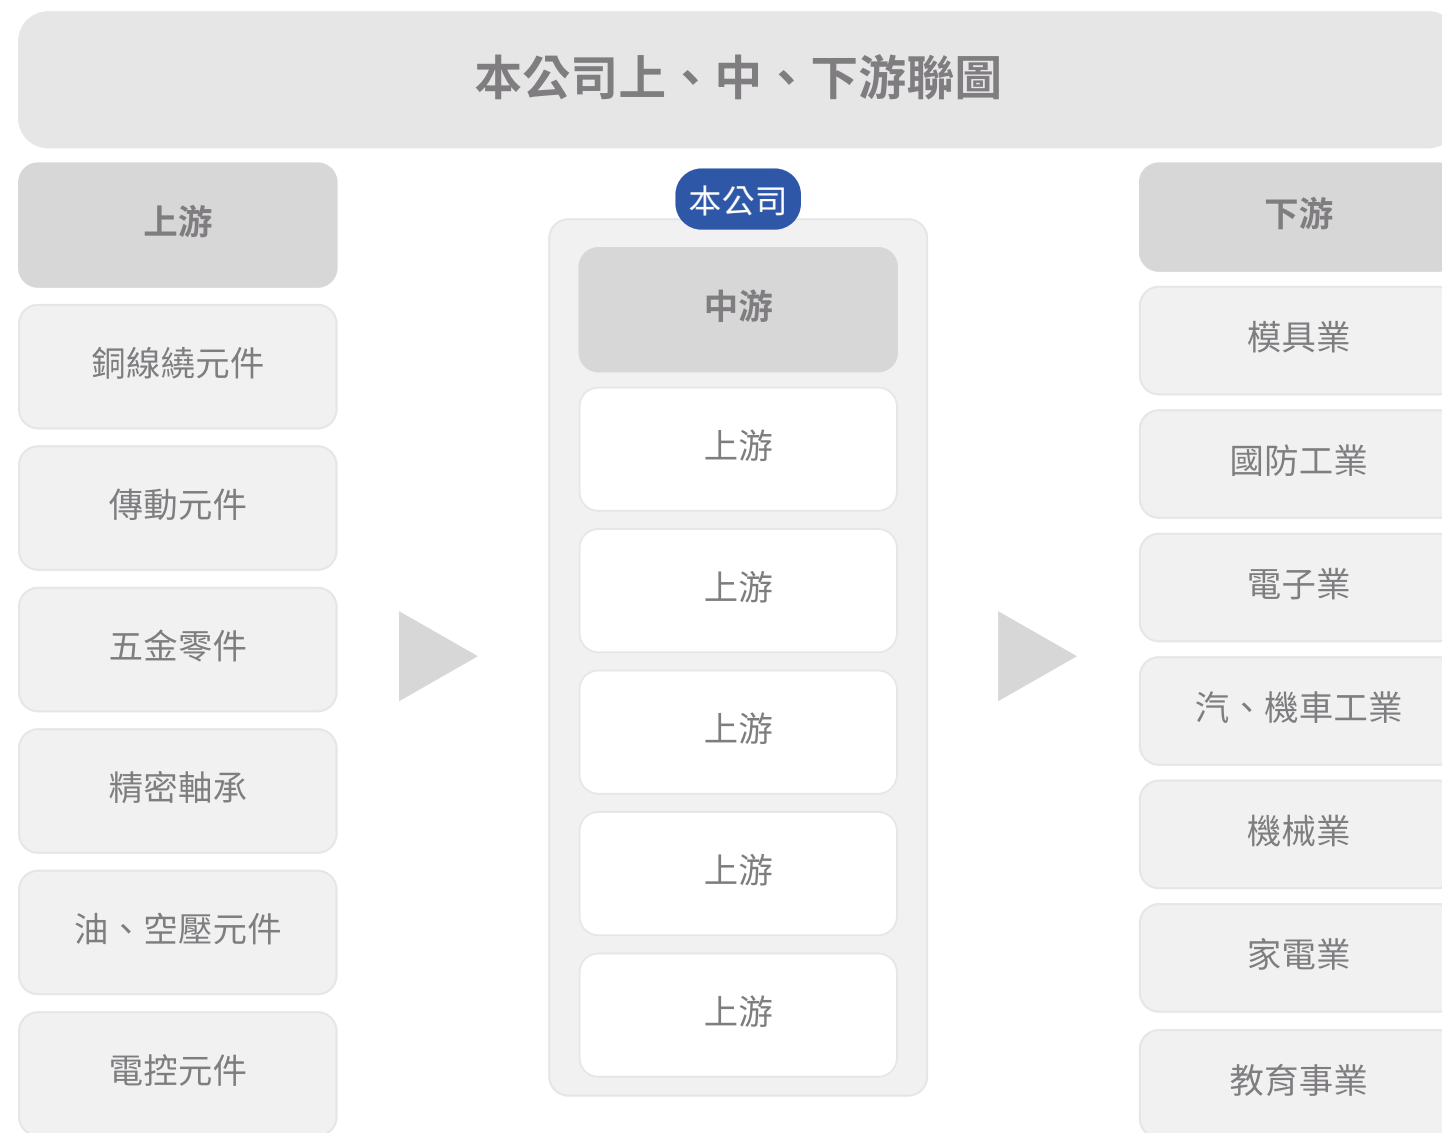 本公司上、中、下游聯圖
上游
銅線繞元件
傳動元件
五金零件
精密軸承
油、空壓元件
電控元件
本公司
中游
上游
上游
上游
上游
上游
下游
模具業
國防工業
電子業
汽、機車工業
機械業
家電業
教育事業